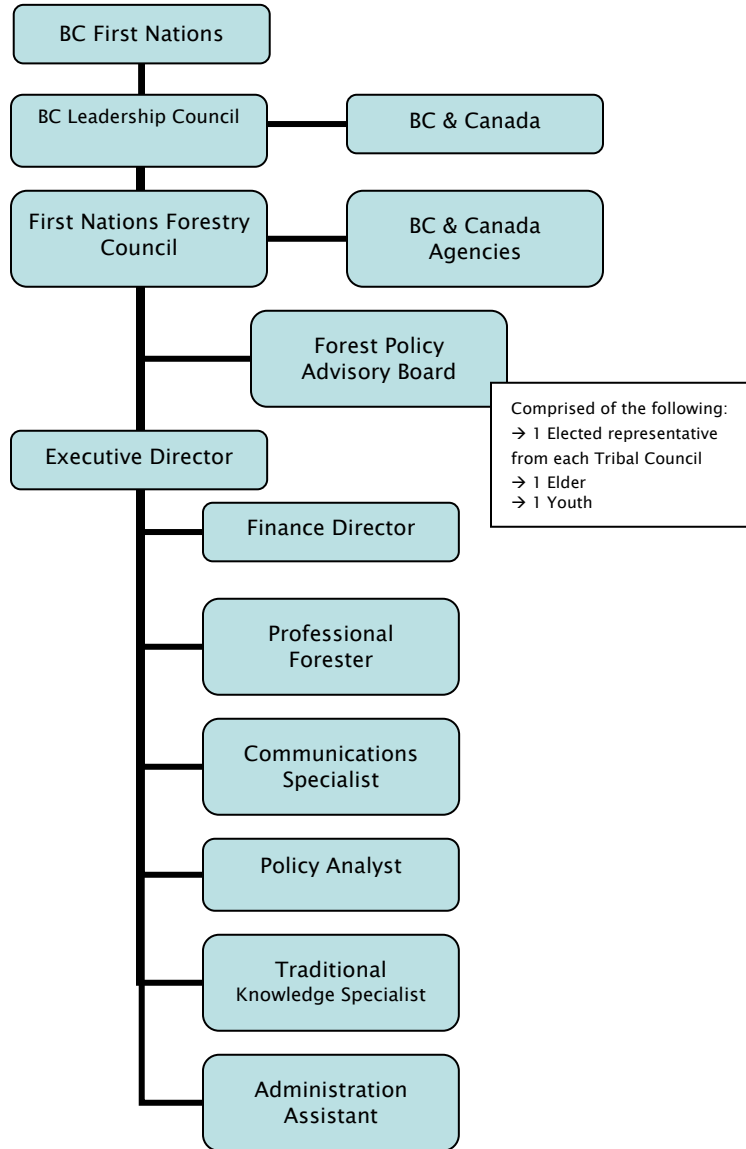 BC First Nations
BC Leadership Council
BC & Canada
First Nations Forestry
Council
BC & Canada
Agencies
Forest Policy
Advisory Board
Comprised of the following:
→ 1 Elected representative
from each Tribal Council
→ 1 Elder
→ 1 Youth
Executive Director
Finance Director
Professional
Forester
Communications
Specialist
Policy Analyst
Traditional
Knowledge Specialist
Administration
Assistant